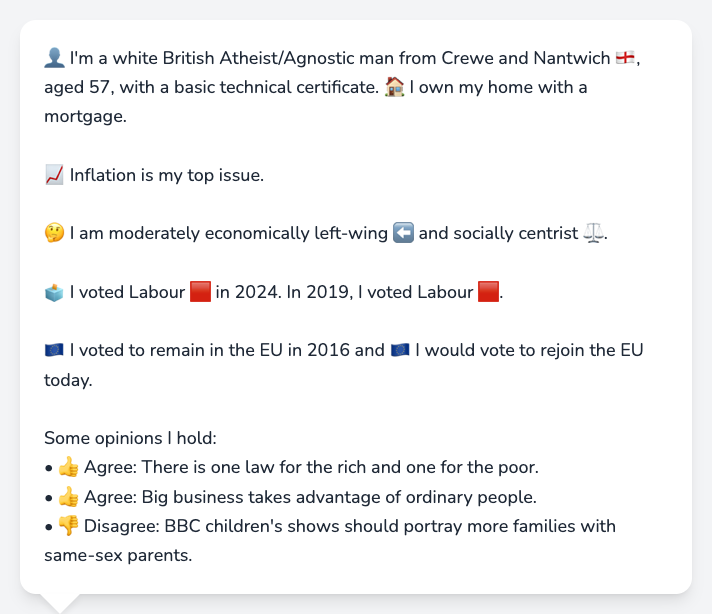 👤 I'm a white British Atheist/Agnostic man from Crewe and Nantwich 🏴󠁧󠁢󠁥󠁮󠁧󠁿,
aged 57, with a basic technical certificate. 🏠 I own my home with a
mortgage.
📈 Inflation is my top issue.
🤔 I am moderately economically left-wing ⬅️ and socially centrist ⚖️.
🗳️ I voted Labour 🟥 in 2024. In 2019, I voted Labour 🟥.
🇪🇺 I voted to remain in the EU in 2016 and 🇪🇺 I would vote to rejoin the EU
today.
Some opinions I hold:
• 👍 Agree: There is one law for the rich and one for the poor.
• 👍 Agree: Big business takes advantage of ordinary people.
• 👎 Disagree: BBC children's shows should portray more families with
same-sex parents.